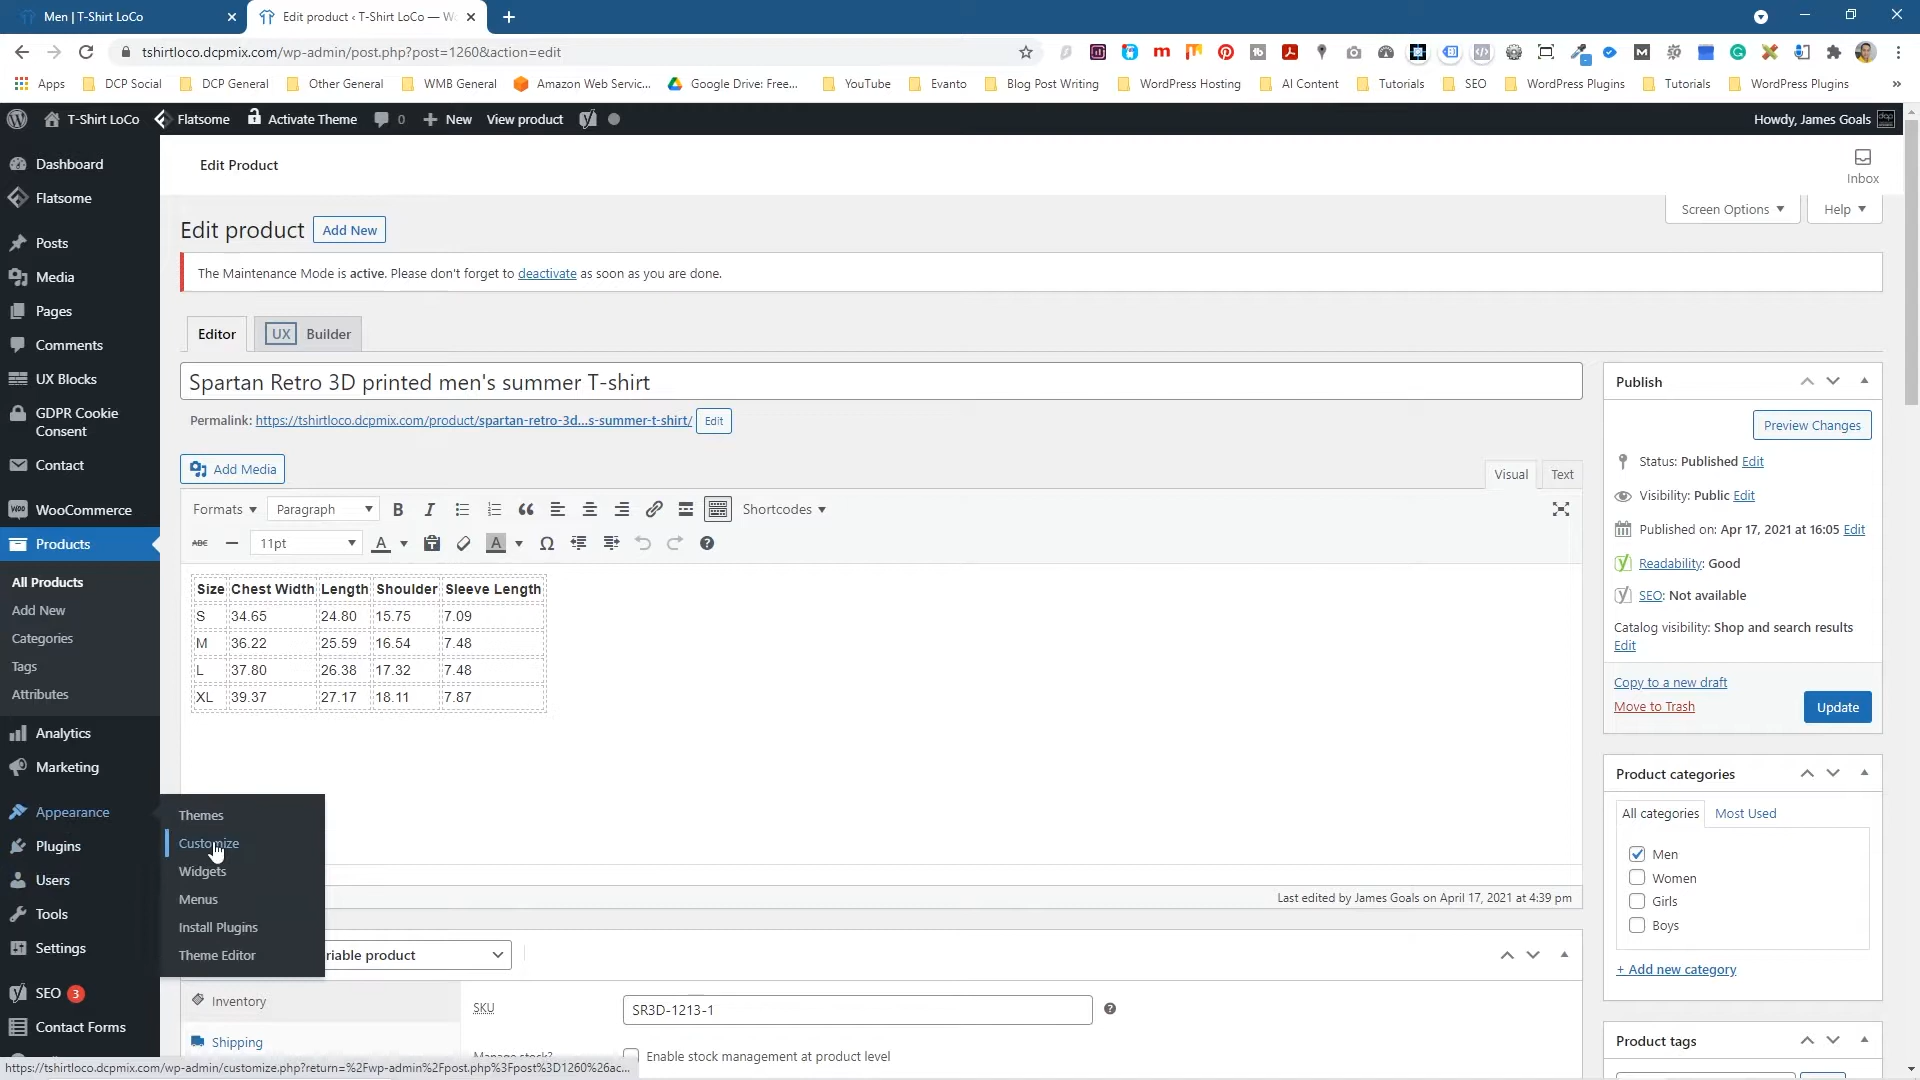 Men | T-Shirt LoCo
Edit product ‹ T-Shirt LoCo — W
tshirtloco.dcpmix.com/wp-admin/post.php?post=1260&action=edit
Apps
DCP Social
DCP General
Other General
WMB General
Amazon Web Servic...
Google Drive: Free...
YouTube
Evanto
Blog Post Writing
WordPress Hosting
AI Content
Tutorials
SEO
WordPress Plugins
Tutorials
WordPress Plugins
T-Shirt LoCo
Flatsome
Activate Theme
0
New
View product
Howdy, James Goals
Dashboard
Flatsome
Posts
Media
Pages
Comments
UX Blocks
GDPR Cookie
Consent
Contact
WooCommerce
Products
All Products
Add New
Categories
Tags
Attributes
Analytics
Marketing
Appearance
Plugins
Users
Tools
Settings
SEO 3
Contact Forms
Themes
Customize
Widgets
Menus
Install Plugins
Theme Editor
Edit Product
Inbox
Screen Options
Help
Edit product
Add New
The Maintenance Mode is active. Please don't forget to deactivate as soon as you are done.
Editor
UX Builder
Spartan Retro 3D printed men's summer T-shirt
Permalink: https://tshirtloco.dcpmix.com/product/spartan-retro-3d...s-summer-t-shirt/ Edit
Add Media
Visual
Text
Formats
Paragraph
Shortcodes
ABC
11pt
Size Chest Width Length Shoulder Sleeve Length
S 34.65 24.80 15.75 7.09
M 36.22 25.59 16.54 7.48
L 37.80 26.38 17.32 7.48
XL 39.37 27.17 18.11 7.87
Last edited by James Goals on April 17, 2021 at 4:39 pm
riable product
Inventory
Shipping
SKU
SR3D-1213-1
Manage stock?
Enable stock management at product level
Publish
Preview Changes
Status: Published Edit
Visibility: Public Edit
Published on: Apr 17, 2021 at 16:05 Edit
Readability: Good
SEO: Not available
Catalog visibility: Shop and search results
Edit
Copy to a new draft
Move to Trash
Update
Product categories
All categories
Most Used
Men
Women
Girls
Boys
+ Add new category
Product tags
https://tshirtloco.dcpmix.com/wp-admin/customize.php?return=%2Fwp-admin%2Fpost.php%3Fpost%3D1260%26ac...